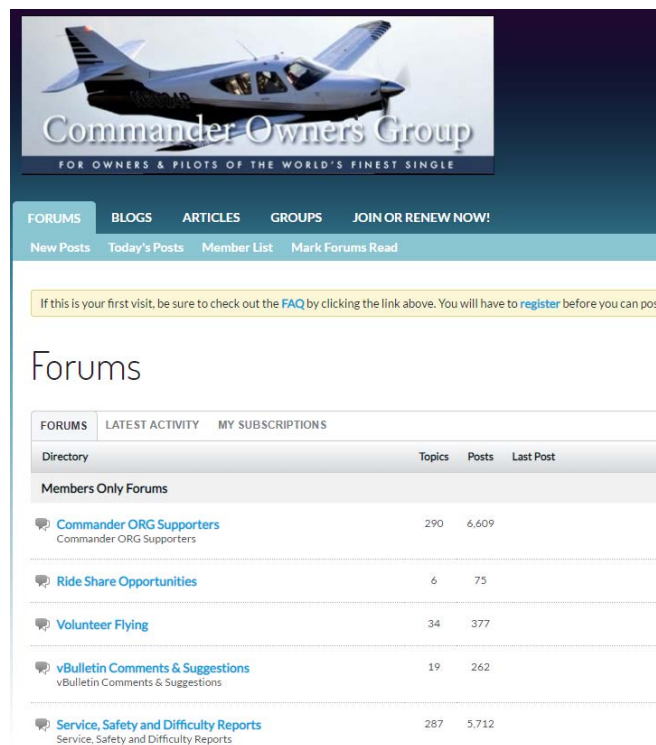 Commander Owners Group
FOR OWNERS & PILOTS OF THE WORLD'S FINEST SINGLE
FORUMS BLOGS ARTICLES GROUPS JOIN OR RENEW NOW!
New Posts Today's Posts Member List Mark Forums Read
If this is your first visit, be sure to check out the FAQ by clicking the link above. You will have to register before you can pos
Forums
FORUMS LATEST ACTIVITY MY SUBSCRIPTIONS
Directory Topics Posts Last Post
Members Only Forums
Commander ORG Supporters 290 6,609
Commander ORG Supporters
Ride Share Opportunities 6 75
Volunteer Flying 34 377
vBulletin Comments & Suggestions 19 262
vBulletin Comments & Suggestions
Service, Safety and Difficulty Reports 287 5,712
Service, Safety and Difficulty Reports